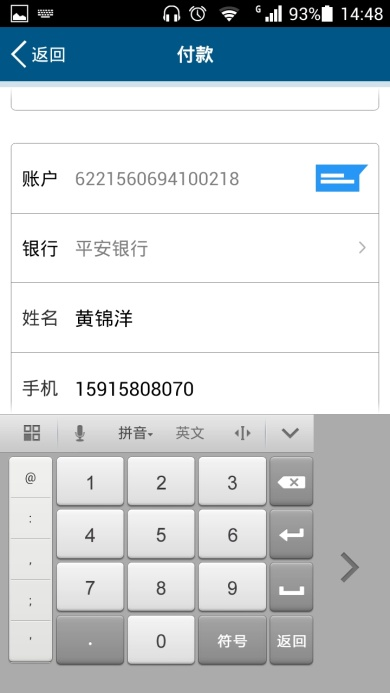 G 93% 14:48
返回 付款
账户 6221560694100218
银行 平安银行
姓名 黄锦洋
手机 15915808070
拼音 英文
@ 1 2 3
: 4 5 6
, 7 8 9
;
' . 0 符号 返回